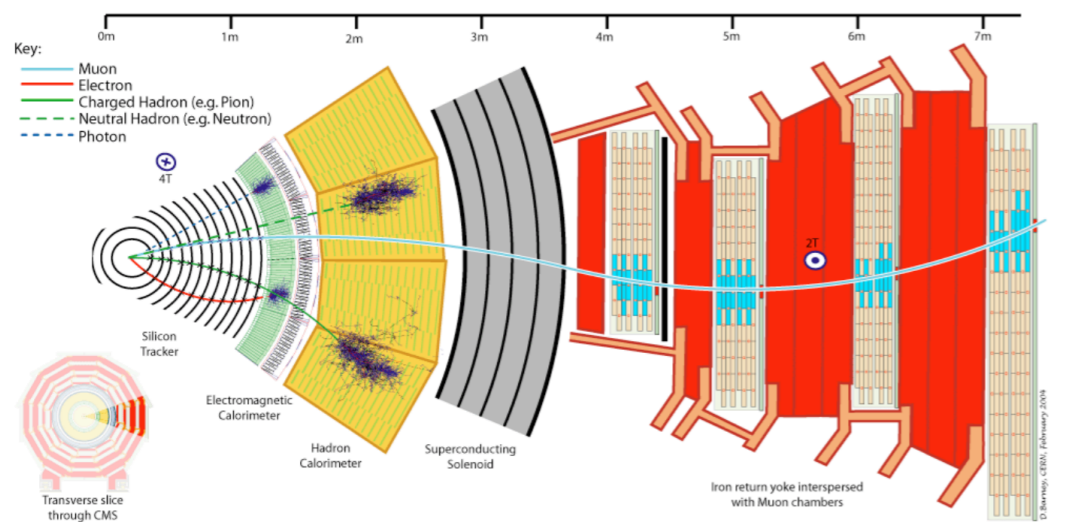 0m 1m 2m 3m 4m 5m 6m 7m
Key:
Muon
Electron
Charged Hadron (e.g. Pion)
Neutral Hadron (e.g. Neutron)
Photon
4T
2T
Silicon
Tracker
Electromagnetic
Calorimeter
Hadron
Calorimeter
Superconducting
Solenoid
Iron return yoke interspersed
with Muon chambers
Transverse slice
through CMS
D.Barney, CERN, February 2004